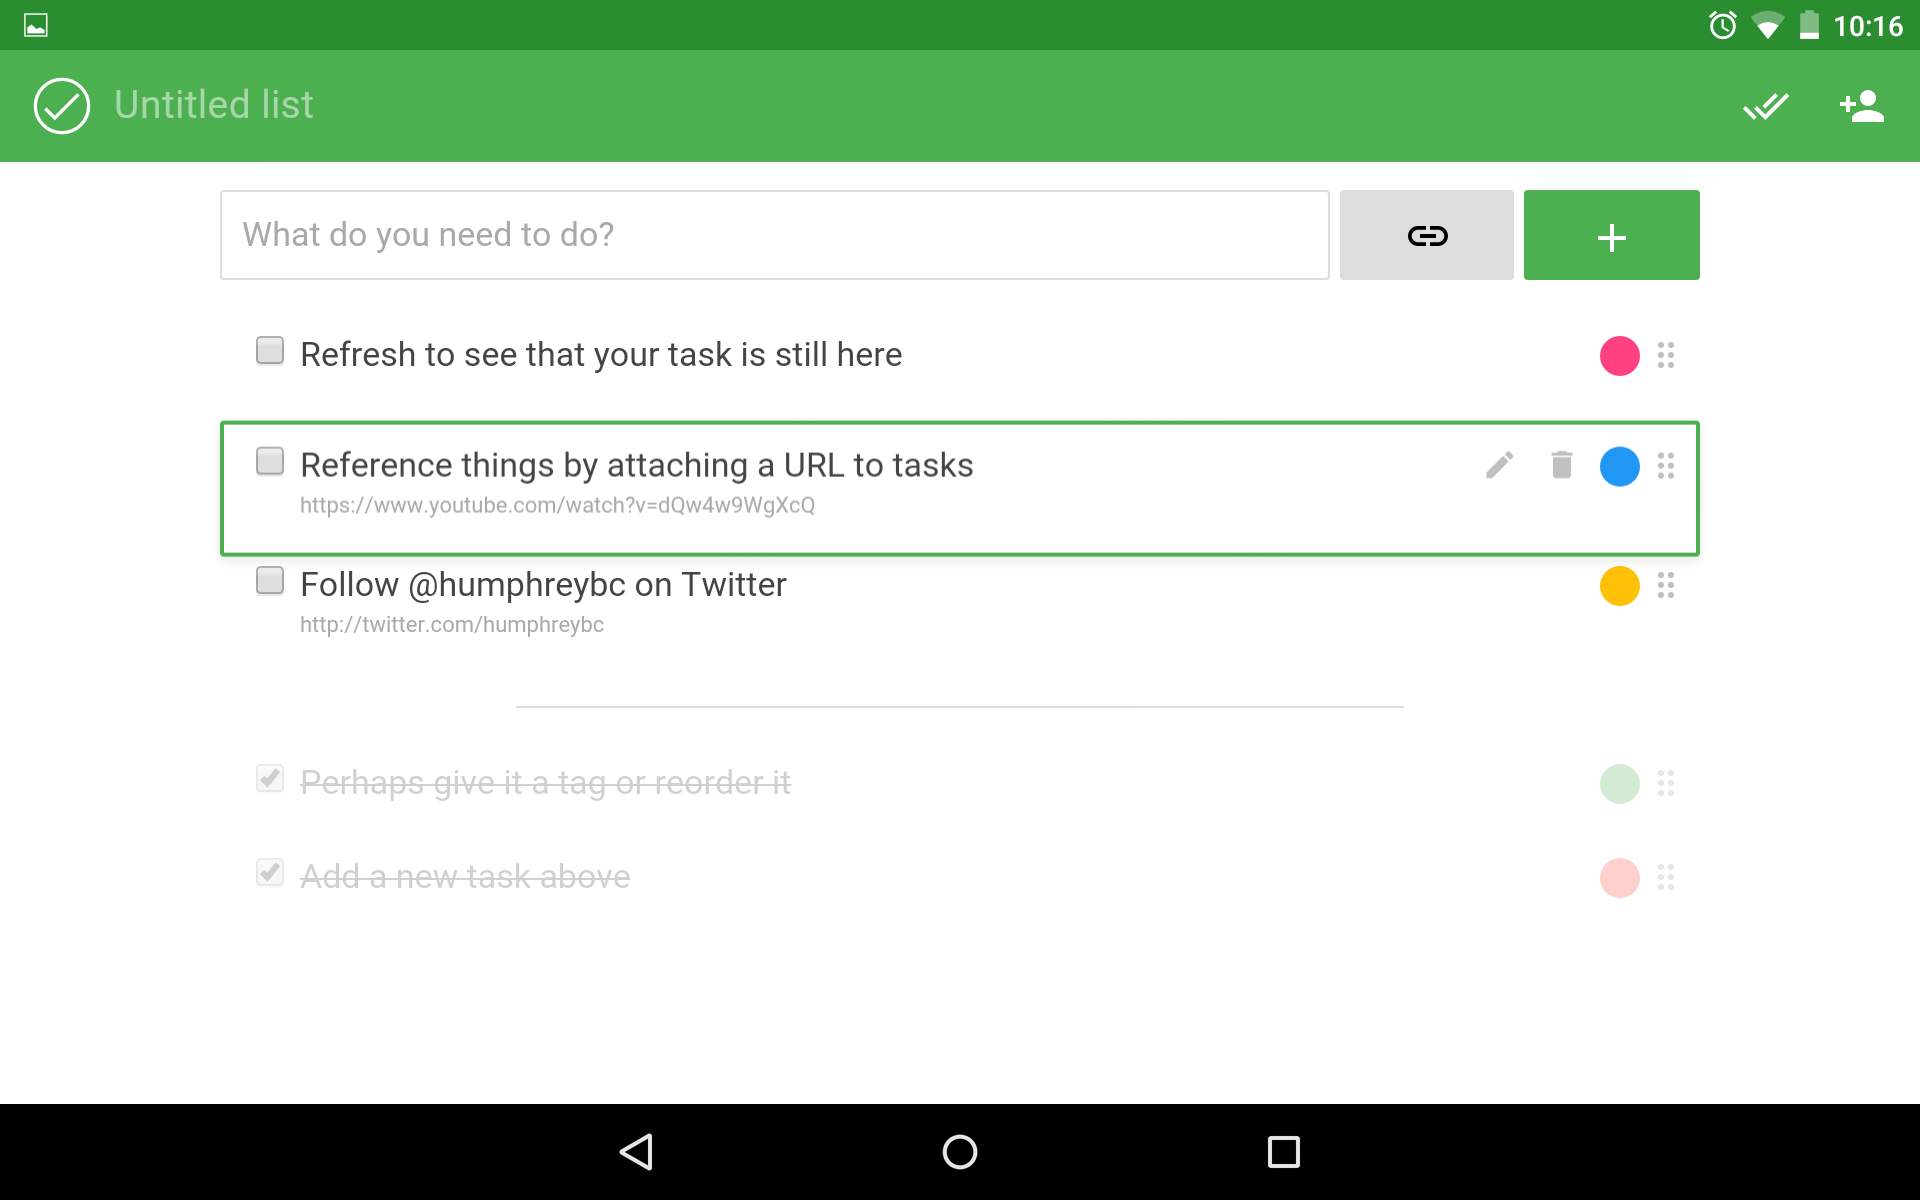 10:16
Untitled list
What do you need to do?
Refresh to see that your task is still here
Reference things by attaching a URL to tasks
https://www.youtube.com/watch?v=dQw4w9WgXcQ
Follow @humphreybc on Twitter
http://twitter.com/humphreybc
Perhaps give it a tag or reorder it
Add a new task above